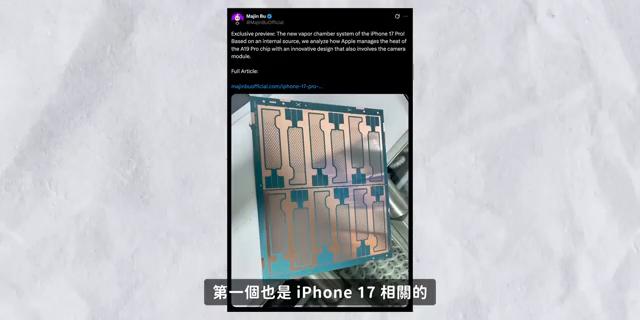 Majin Bu
@MajinBuOfficial
Exclusive preview: The new vapor chamber system of the iPhone 17 Pro!
Based on an internal source, we analyze how Apple manages the heat of
the A19 Pro chip with an innovative design that also involves the camera
module.
Full Article:
majinbuofficial.com/iphone-17-pro-...
第一個也是 iPhone 17 相關的